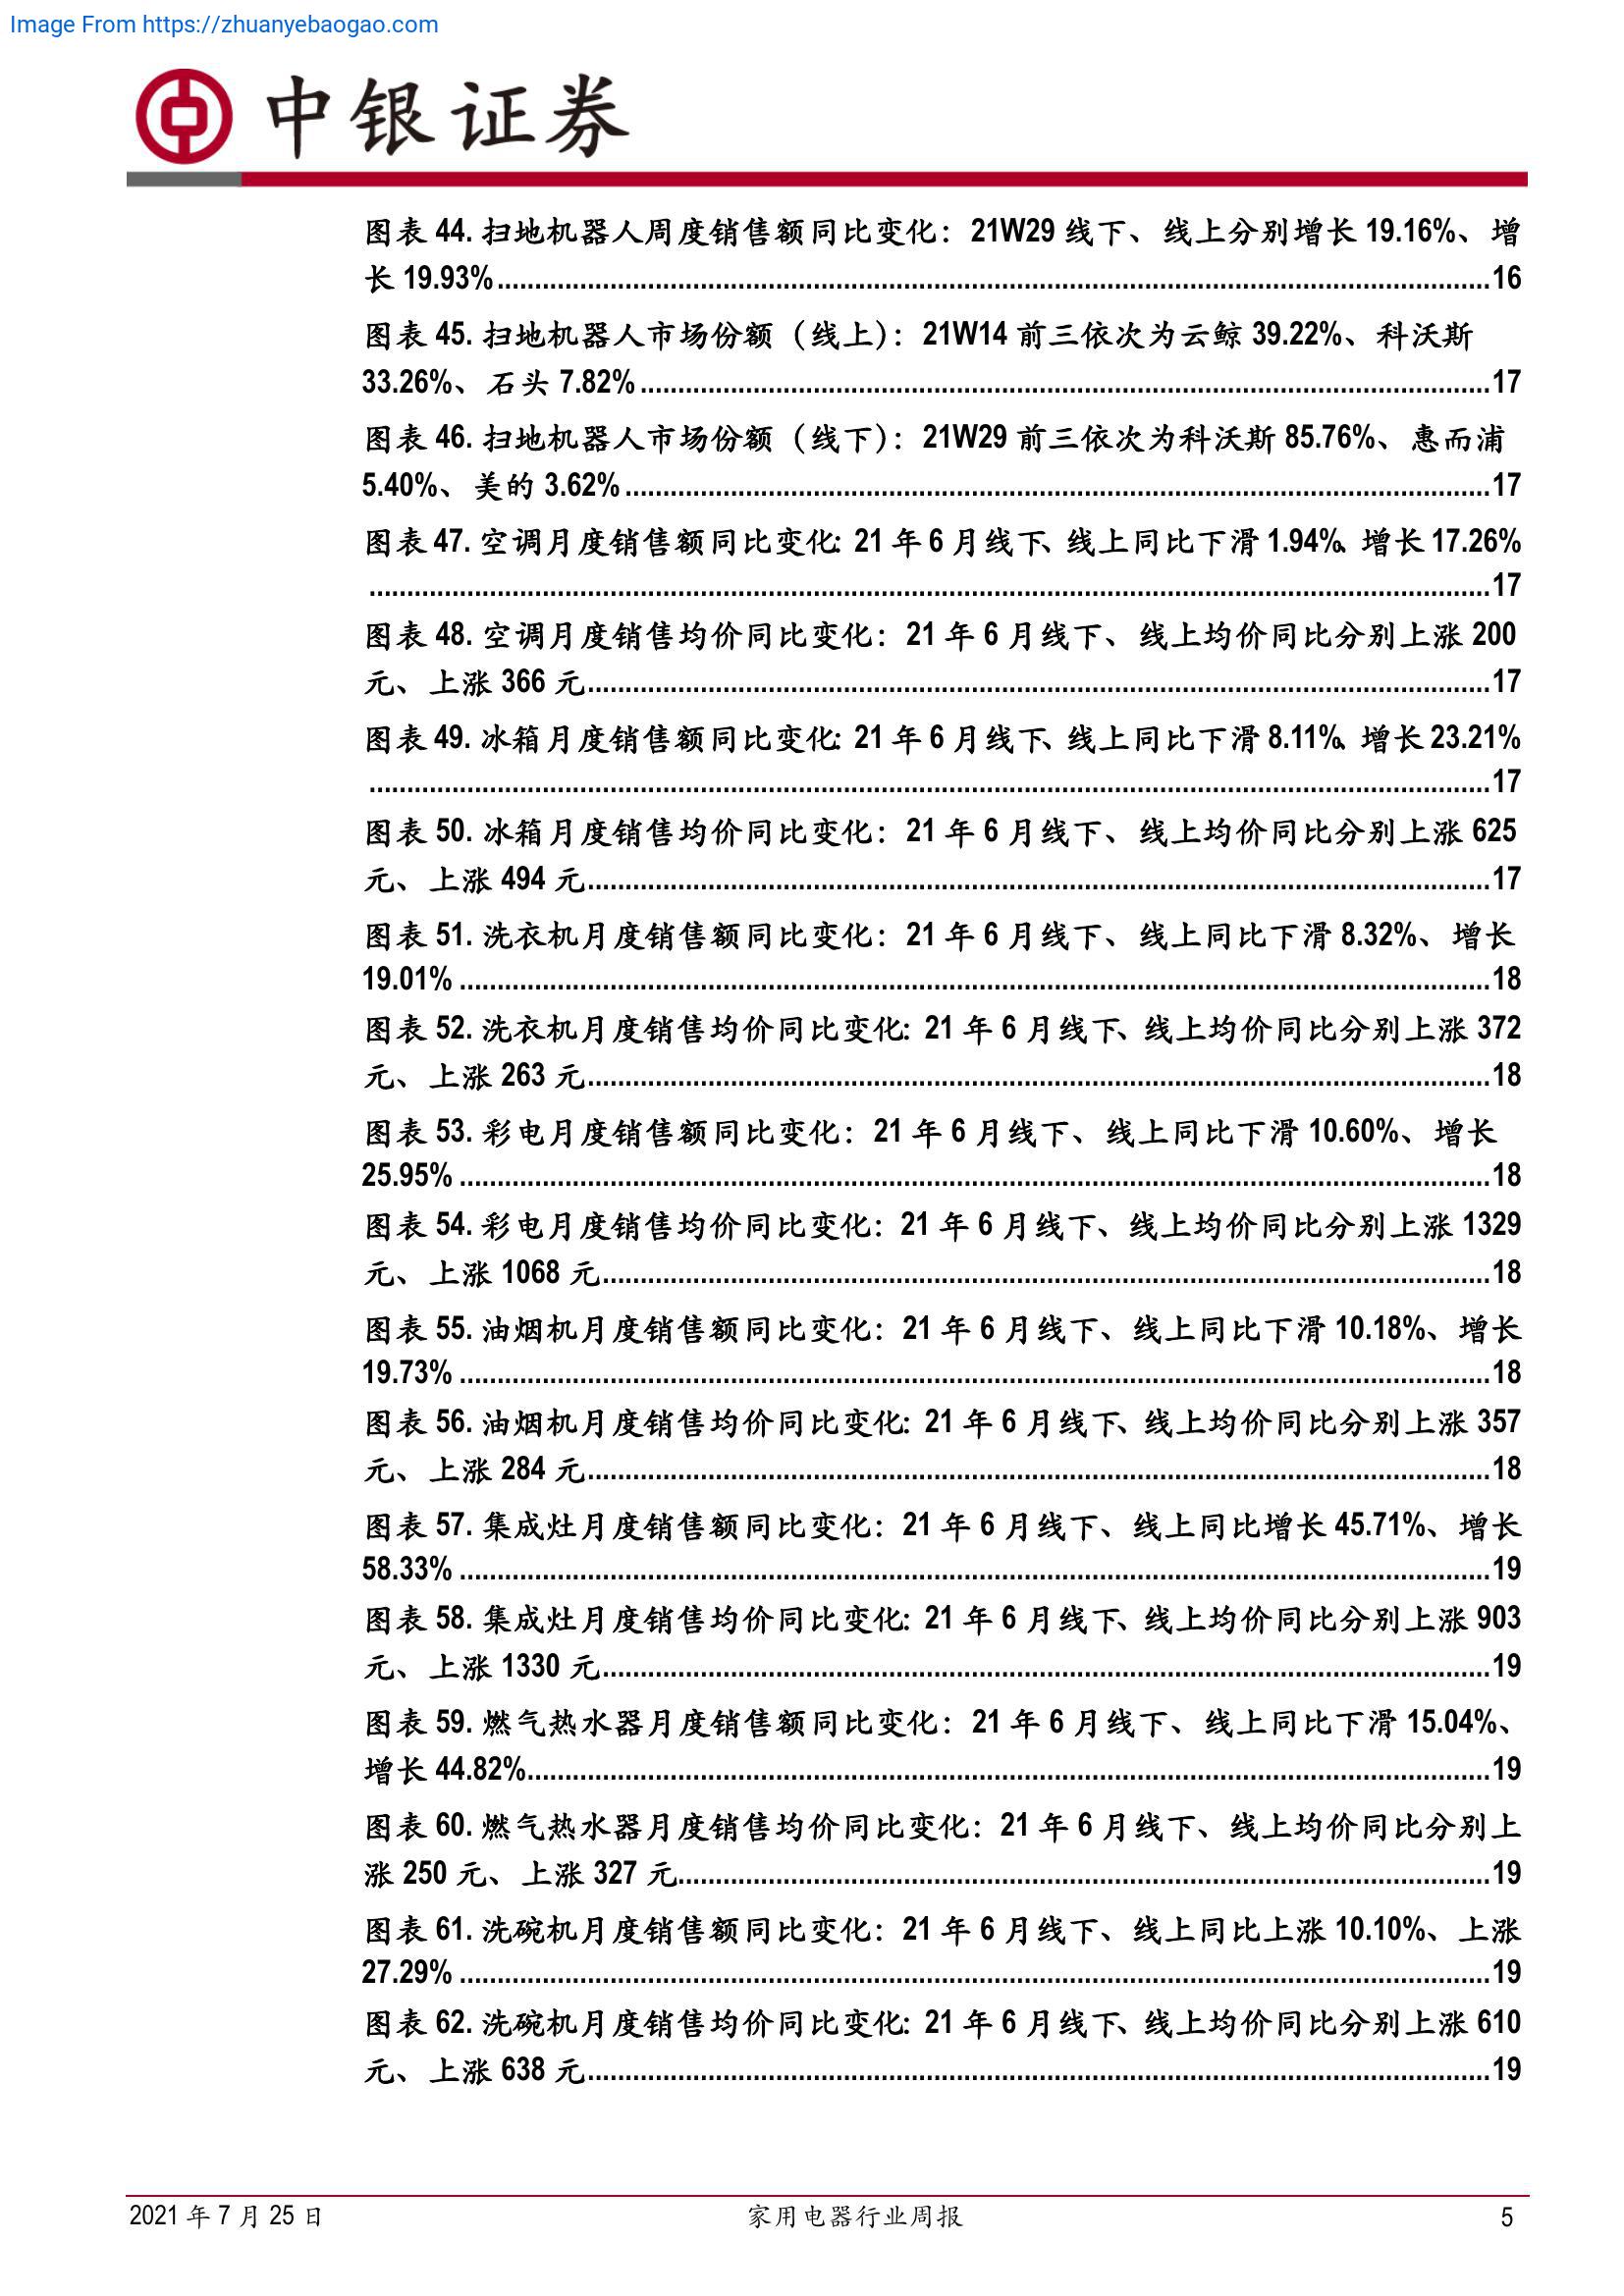 Image From https://zhuanyebaogao.com
中银证券
图表 44. 扫地机器人周度销售额同比变化：21W29 线下、线上分别增长 19.16%、增
长 19.93%....................16
图表 45. 扫地机器人市场份额（线上）：21W14 前三依次为云鲸 39.22%、科沃斯
33.26%、石头 7.82%....................17
图表 46. 扫地机器人市场份额（线下）：21W29 前三依次为科沃斯 85.76%、惠而浦
5.40%、美的 3.62%....................17
图表 47. 空调月度销售额同比变化：21 年 6 月线下、线上同比下滑 1.94%、增长 17.26%
....................17
图表 48. 空调月度销售均价同比变化：21 年 6 月线下、线上均价同比分别上涨 200
元、上涨 366 元....................17
图表 49. 冰箱月度销售额同比变化：21 年 6 月线下、线上同比下滑 8.11%、增长 23.21%
....................17
图表 50. 冰箱月度销售均价同比变化：21 年 6 月线下、线上均价同比分别上涨 625
元、上涨 494 元....................17
图表 51. 洗衣机月度销售额同比变化：21 年 6 月线下、线上同比下滑 8.32%、增长
19.01%....................18
图表 52. 洗衣机月度销售均价同比变化：21 年 6 月线下、线上均价同比分别上涨 372
元、上涨 263 元....................18
图表 53. 彩电月度销售额同比变化：21 年 6 月线下、线上同比下滑 10.60%、增长
25.95%....................18
图表 54. 彩电月度销售均价同比变化：21 年 6 月线下、线上均价同比分别上涨 1329
元、上涨 1068 元....................18
图表 55. 油烟机月度销售额同比变化：21 年 6 月线下、线上同比下滑 10.18%、增长
19.73%....................18
图表 56. 油烟机月度销售均价同比变化：21 年 6 月线下、线上均价同比分别上涨 357
元、上涨 284 元....................18
图表 57. 集成灶月度销售额同比变化：21 年 6 月线下、线上同比增长 45.71%、增长
58.33%....................19
图表 58. 集成灶月度销售均价同比变化：21 年 6 月线下、线上均价同比分别上涨 903
元、上涨 1330 元....................19
图表 59. 燃气热水器月度销售额同比变化：21 年 6 月线下、线上同比下滑 15.04%、
增长 44.82%....................19
图表 60. 燃气热水器月度销售均价同比变化：21 年 6 月线下、线上均价同比分别上
涨 250 元、上涨 327 元....................19
图表 61. 洗碗机月度销售额同比变化：21 年 6 月线下、线上同比上涨 10.10%、上涨
27.29%....................19
图表 62. 洗碗机月度销售均价同比变化：21 年 6 月线下、线上均价同比分别上涨 610
元、上涨 638 元....................19
2021 年 7 月 25 日 家用电器行业周报 5